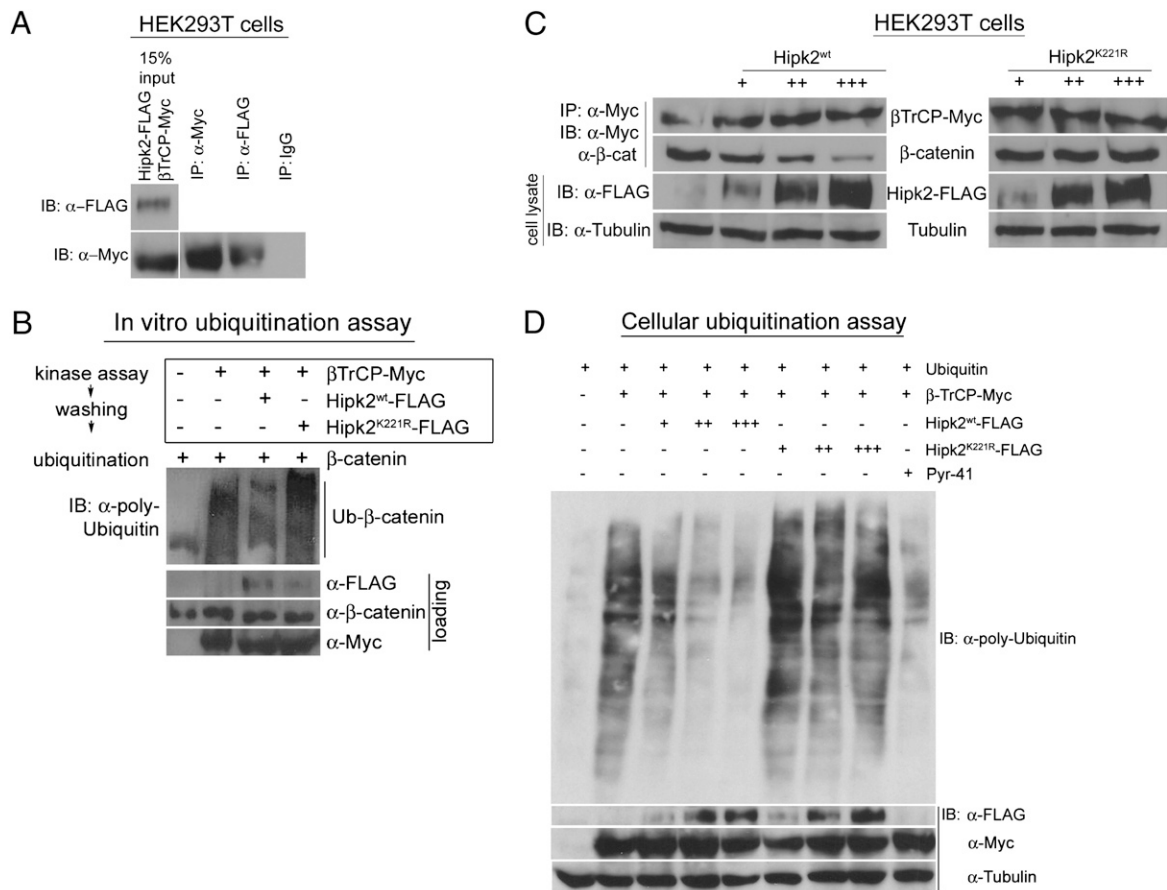 A
HEK293T cells
15%
input
Hipk2-FLAG
βTrCP-Myc
IP: α-Myc
IP: α-FLAG
IP: IgG
IB: α-FLAG
IB: α-Myc
B
In vitro ubiquitination assay
kinase assay - + + + βTrCP-Myc
washing - - + - Hipk2wt-FLAG
- - - + Hipk2K221R-FLAG
ubiquitination + + + + β-catenin
IB: α-poly-
Ubiquitin
Ub-β-catenin
α-FLAG
α-β-catenin
α-Myc
loading
C
HEK293T cells
Hipk2wt
Hipk2K221R
+ ++ +++
+ ++ +++
IP: α-Myc
IB: α-Myc
α-β-cat
βTrCP-Myc
β-catenin
cell lysate
IB: α-FLAG
Hipk2-FLAG
IB: α-Tubulin
Tubulin
D
Cellular ubiquitination assay
+ + + + + + + + + Ubiquitin
- + + + + + + + + β-TrCP-Myc
- - + ++ +++ - - - - Hipk2wt-FLAG
- - - - - + ++ +++ - Hipk2K221R-FLAG
- - - - - - - - + Pyr-41
IB: α-poly-Ubiquitin
IB: α-FLAG
α-Myc
α-Tubulin